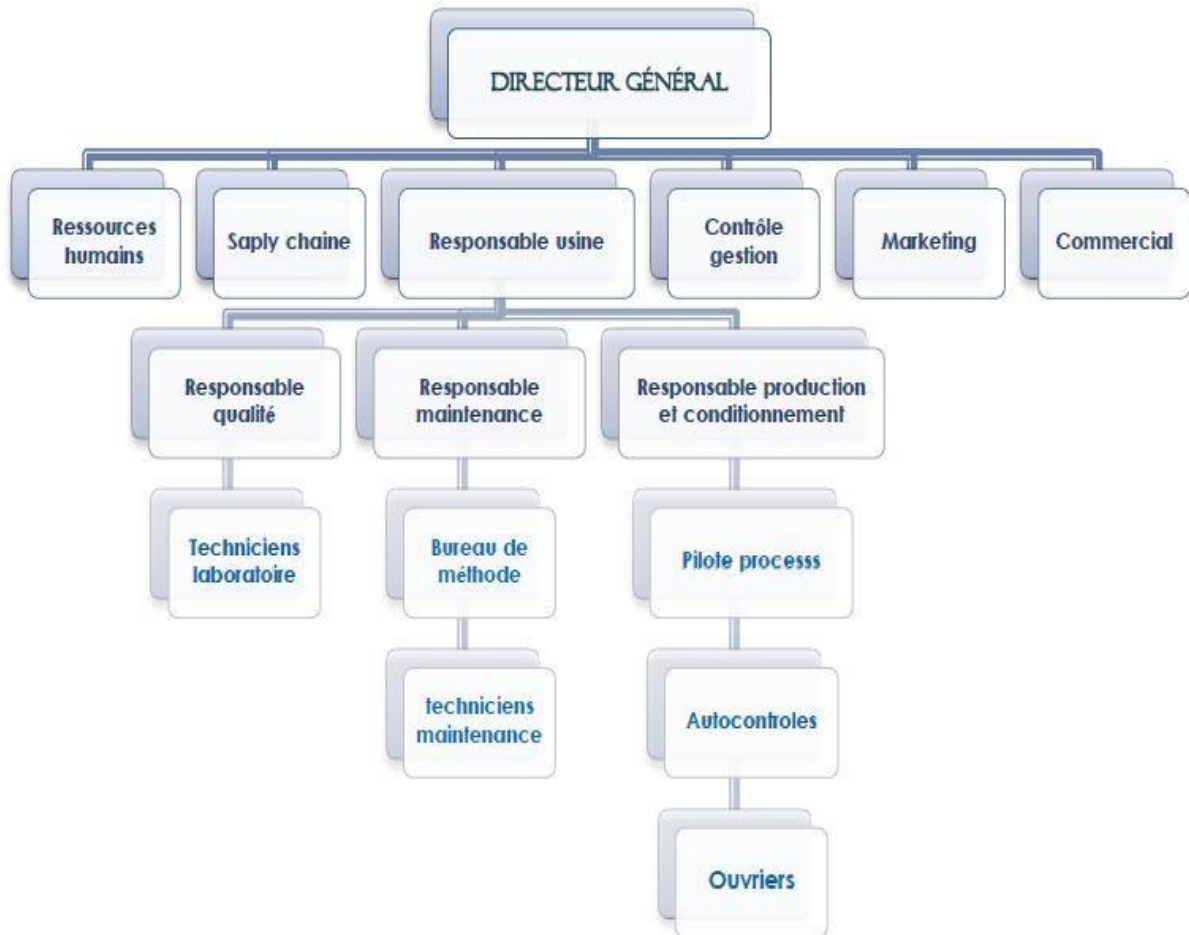 DIRECTEUR GÉNÉRAL
Ressources
humains
Saply chaine
Responsable usine
Contrôle
gestion
Marketing
Commercial
Responsable
qualité
Responsable
maintenance
Responsable production
et conditionnement
Techniciens
laboratoire
Bureau de
méthode
Pilote processs
techniciens
maintenance
Autocontroles
Ouvriers